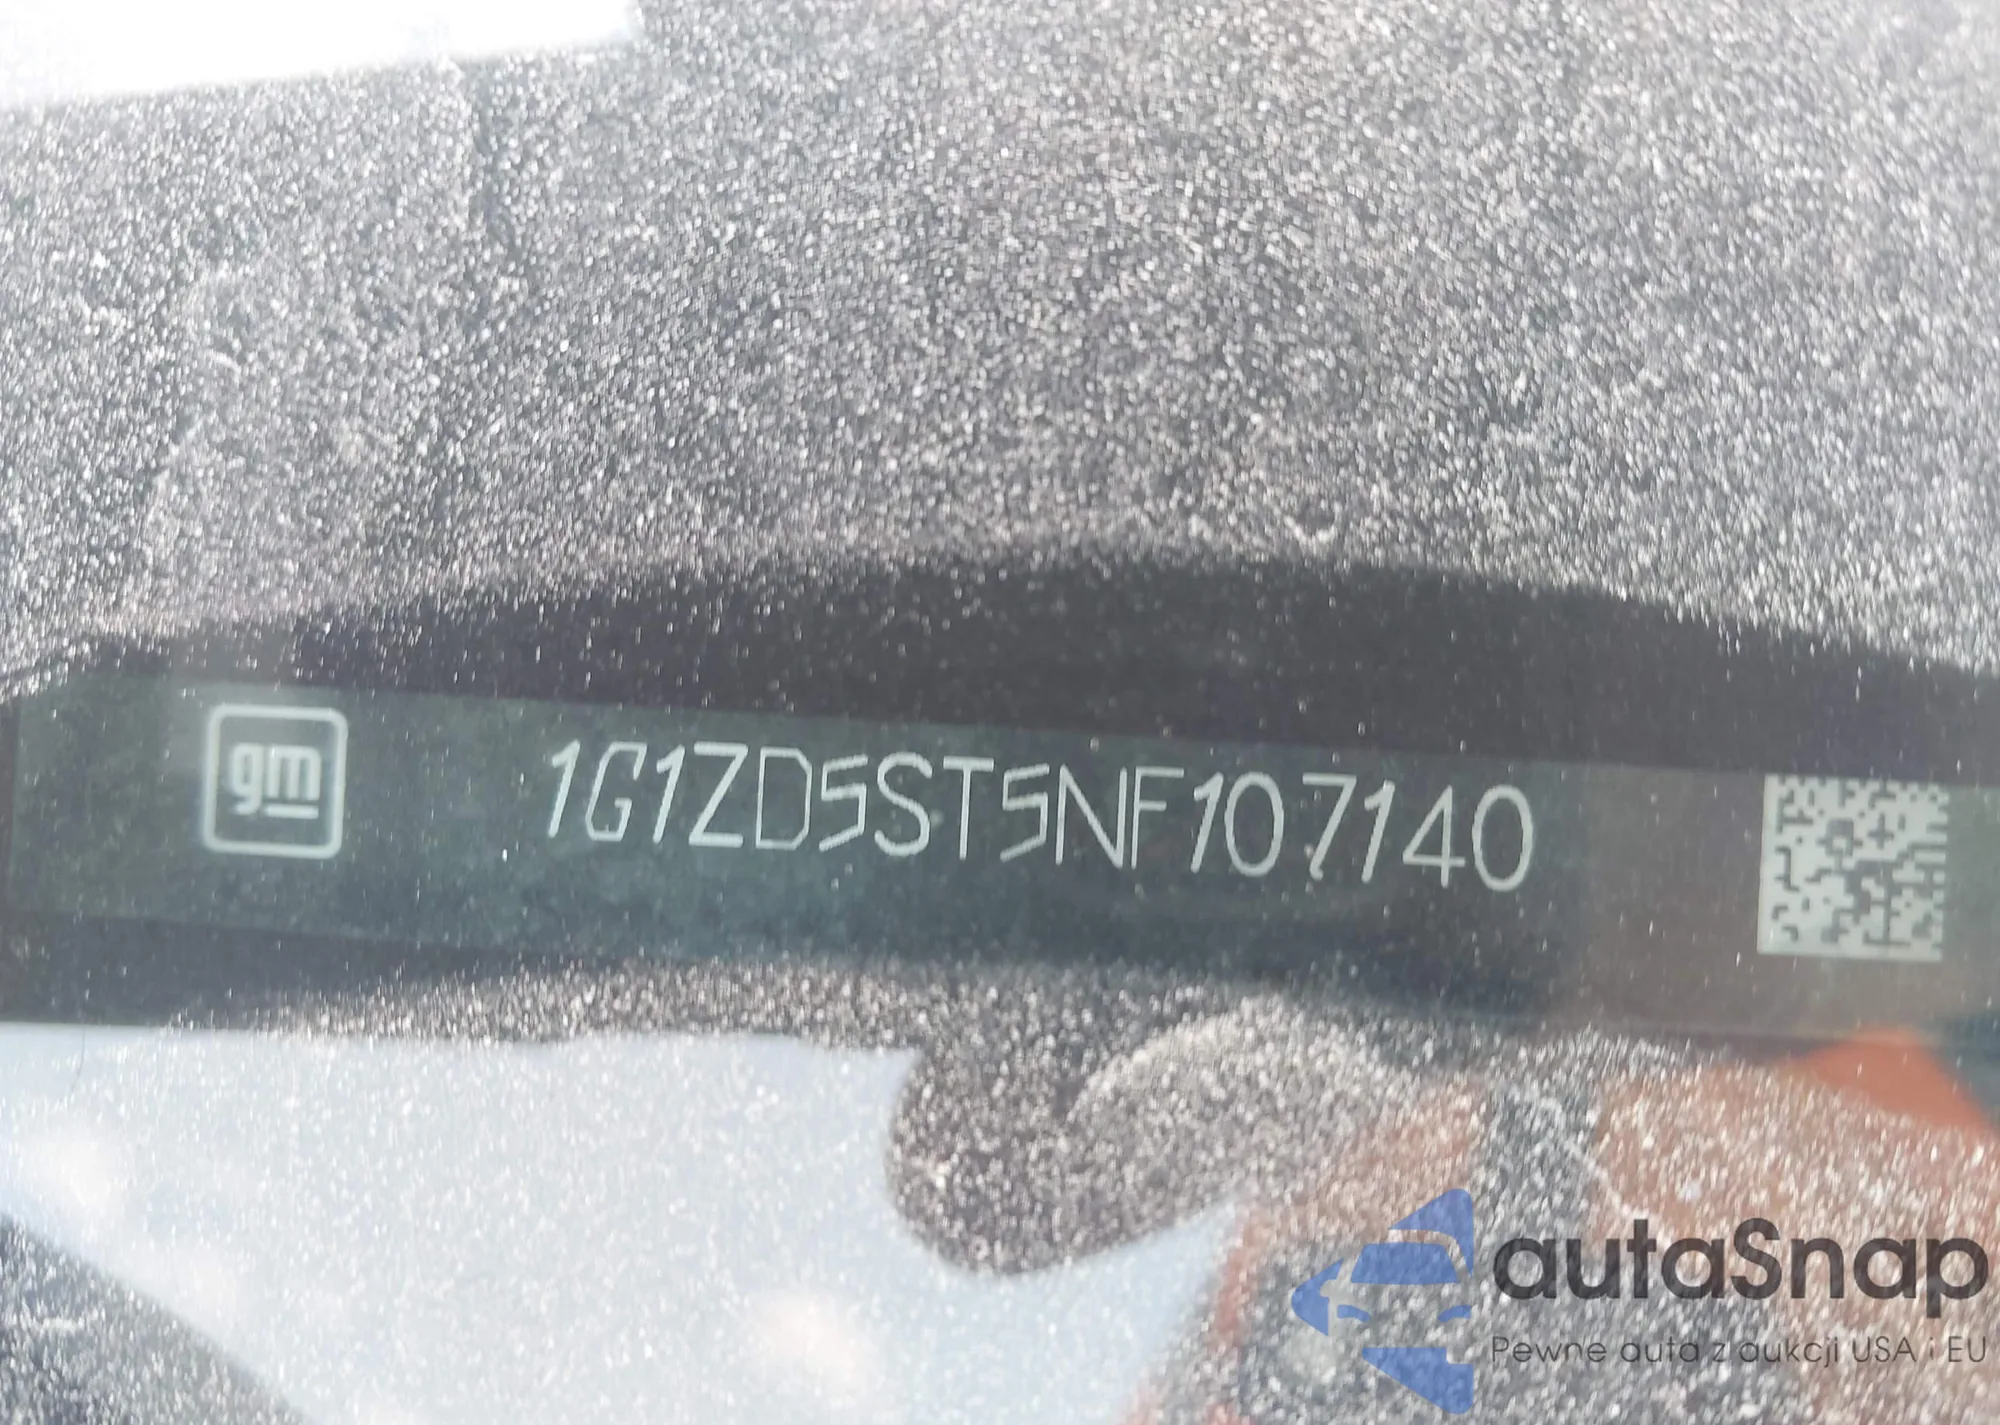 gm 1G1ZD5ST5NF107140
autaSnap
Pewne auta z aukcji USA i EU